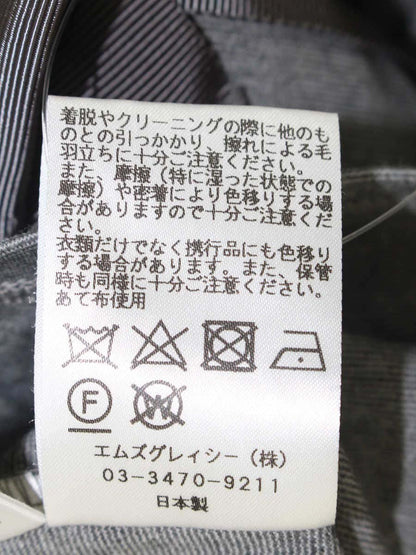 着脱やクリーニングの際に他のも
のとの引っかかり、擦れによる毛
羽立ちに十分ご注意ください。
また、摩擦（特に湿った状態での
摩擦）や密着により色移りする場
合がありますので十分ご注意くだ
さい。
衣類だけでなく携行品にも色移り
する場合があります。また、保管
時も同様に十分ご注意ください。
あて布使用
F
W
エムズグレイシー（株）
03-3470-9211
日本製